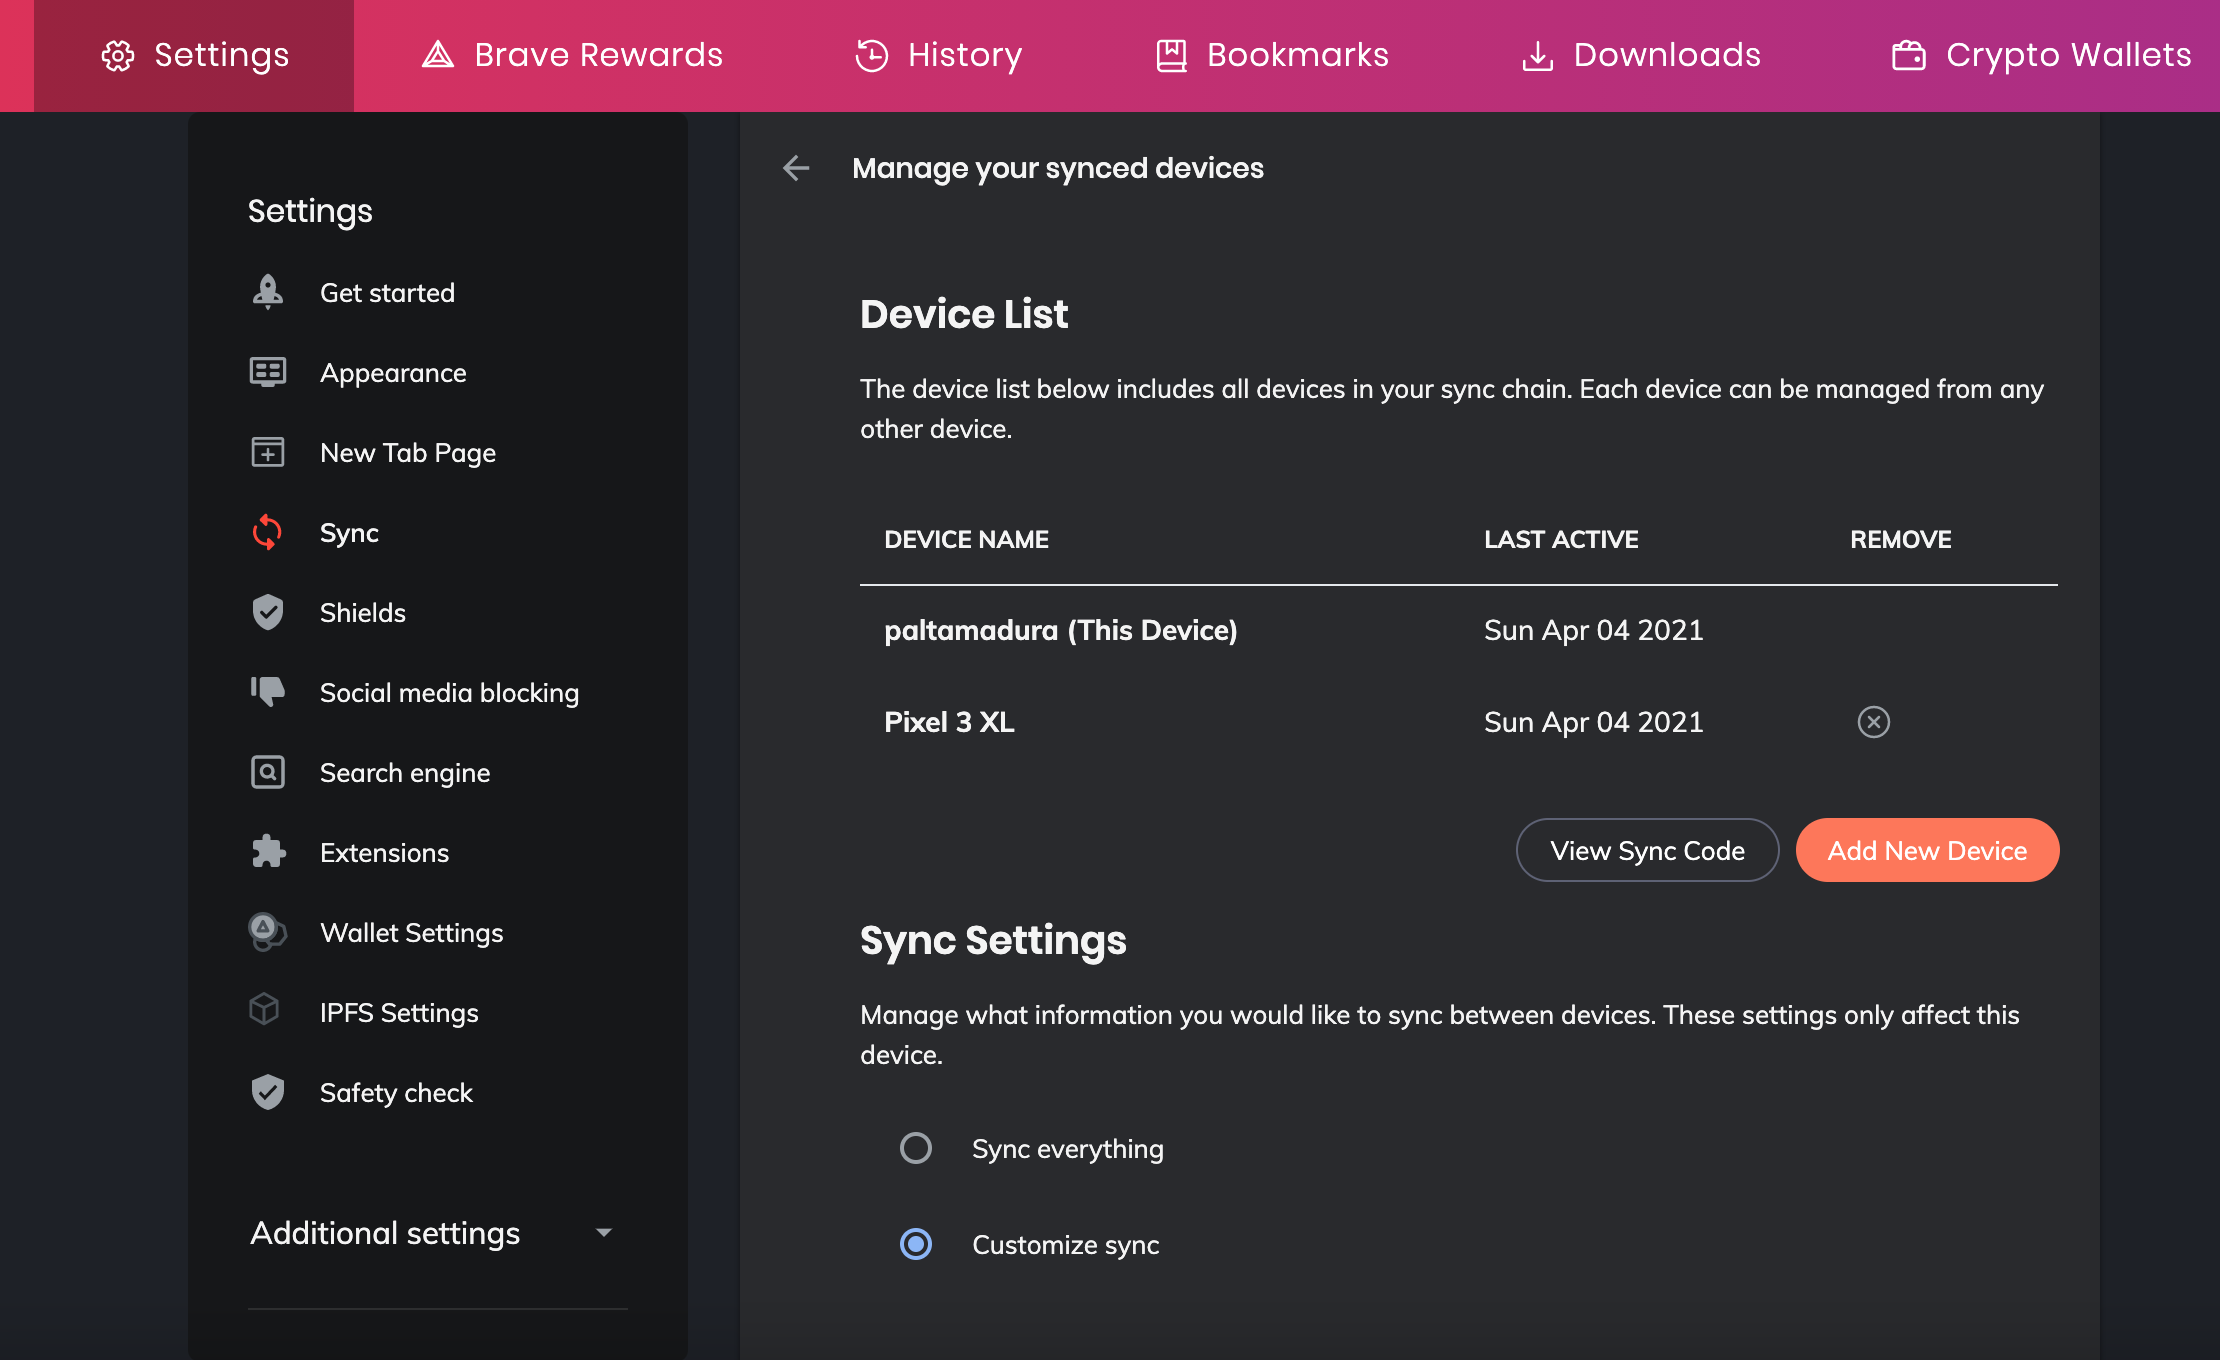 Settings
Brave Rewards
History
Bookmarks
Downloads
Crypto Wallets
Settings
Get started
Appearance
New Tab Page
Sync
Shields
Social media blocking
Search engine
Extensions
Wallet Settings
IPFS Settings
Safety check
Additional settings
Manage your synced devices
Device List
The device list below includes all devices in your sync chain. Each device can be managed from any
other device.
DEVICE NAME LAST ACTIVE REMOVE
paltamadura (This Device) Sun Apr 04 2021
Pixel 3 XL Sun Apr 04 2021
View Sync Code
Add New Device
Sync Settings
Manage what information you would like to sync between devices. These settings only affect this
device.
Sync everything
Customize sync